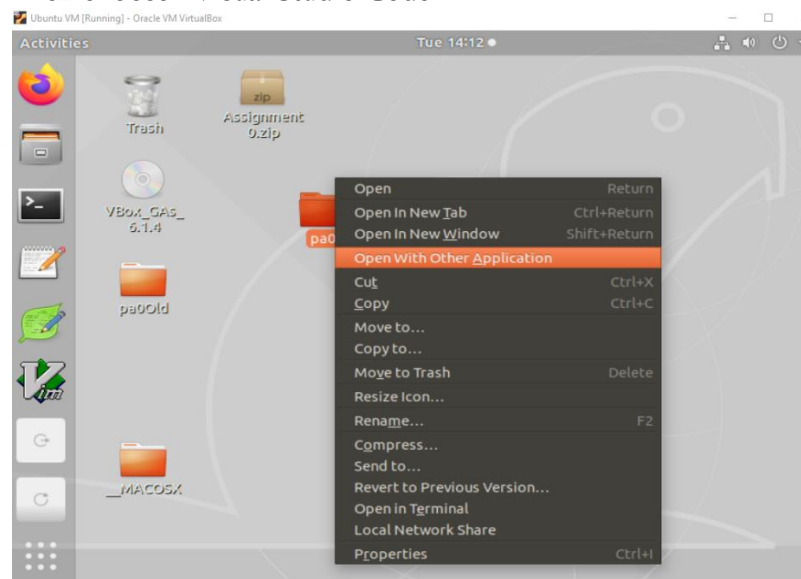 Ubuntu VM [Running] - Oracle VM VirtualBox
Activities
Tue 14:12
zip
Trash
Assignment
0.zip
VBox_GAs_
6.1.4
pa0
pa0Old
Vim
__MACOSX
Open Return
Open In New Tab Ctrl+Return
Open In New Window Shift+Return
Open With Other Application
Cut Ctrl+X
Copy Ctrl+C
Move to...
Copy to...
Move to Trash Delete
Resize Icon...
Rename... F2
Compress...
Send to...
Revert to Previous Version...
Open in Terminal
Local Network Share
Properties Ctrl+I